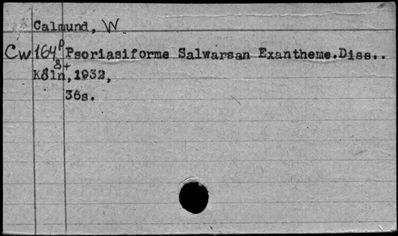 Calmund, W.
Cw 164 β Psoriasiforme Salwarsan Exantheme.Diss..
8+
Köln,1932,
36s.